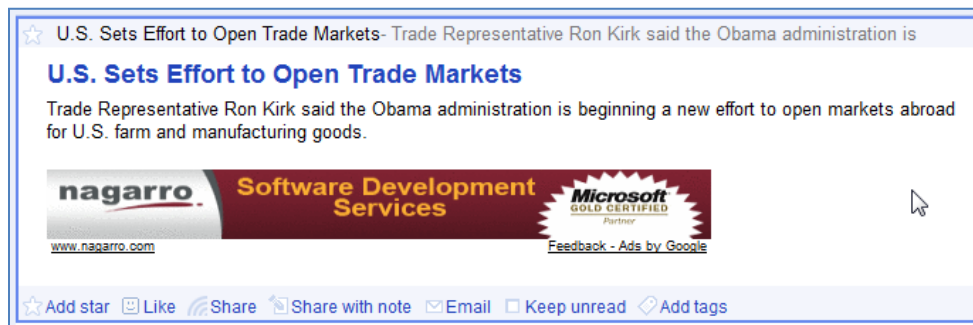 U.S. Sets Effort to Open Trade Markets- Trade Representative Ron Kirk said the Obama administration is
U.S. Sets Effort to Open Trade Markets
Trade Representative Ron Kirk said the Obama administration is beginning a new effort to open markets abroad
for U.S. farm and manufacturing goods.
nagarro
Software Development
Services
Microsoft
GOLD CERTIFIED
Partner
www.nagarro.com
Feedback - Ads by Google
Add star Like Share Share with note Email Keep unread Add tags